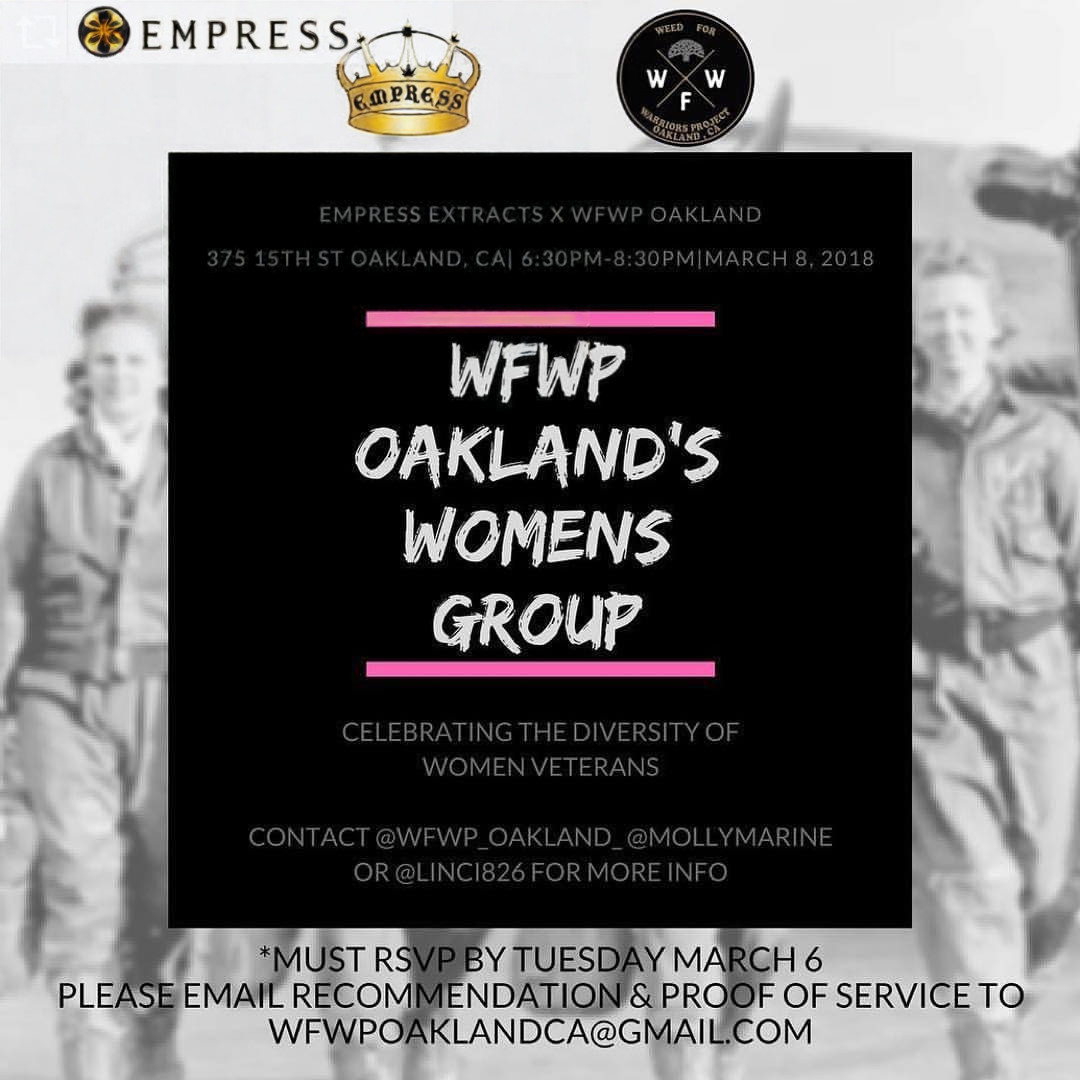 EMPRESS
EMPRESS
WEED FOR
W W
F
WARRIORS PROJECT
OAKLAND, CA
EMPRESS EXTRACTS X WFWP OAKLAND
375 15TH ST OAKLAND, CA| 6:30PM-8:30PM|MARCH 8, 2018
WFWP
OAKLAND'S
WOMENS
GROUP
CELEBRATING THE DIVERSITY OF
WOMEN VETERANS
CONTACT @WFWP_OAKLAND_ @MOLLYMARINE
OR @LINCI826 FOR MORE INFO
*MUST RSVP BY TUESDAY MARCH 6
PLEASE EMAIL RECOMMENDATION & PROOF OF SERVICE TO
WFWPOAKLANDCA@GMAIL.COM